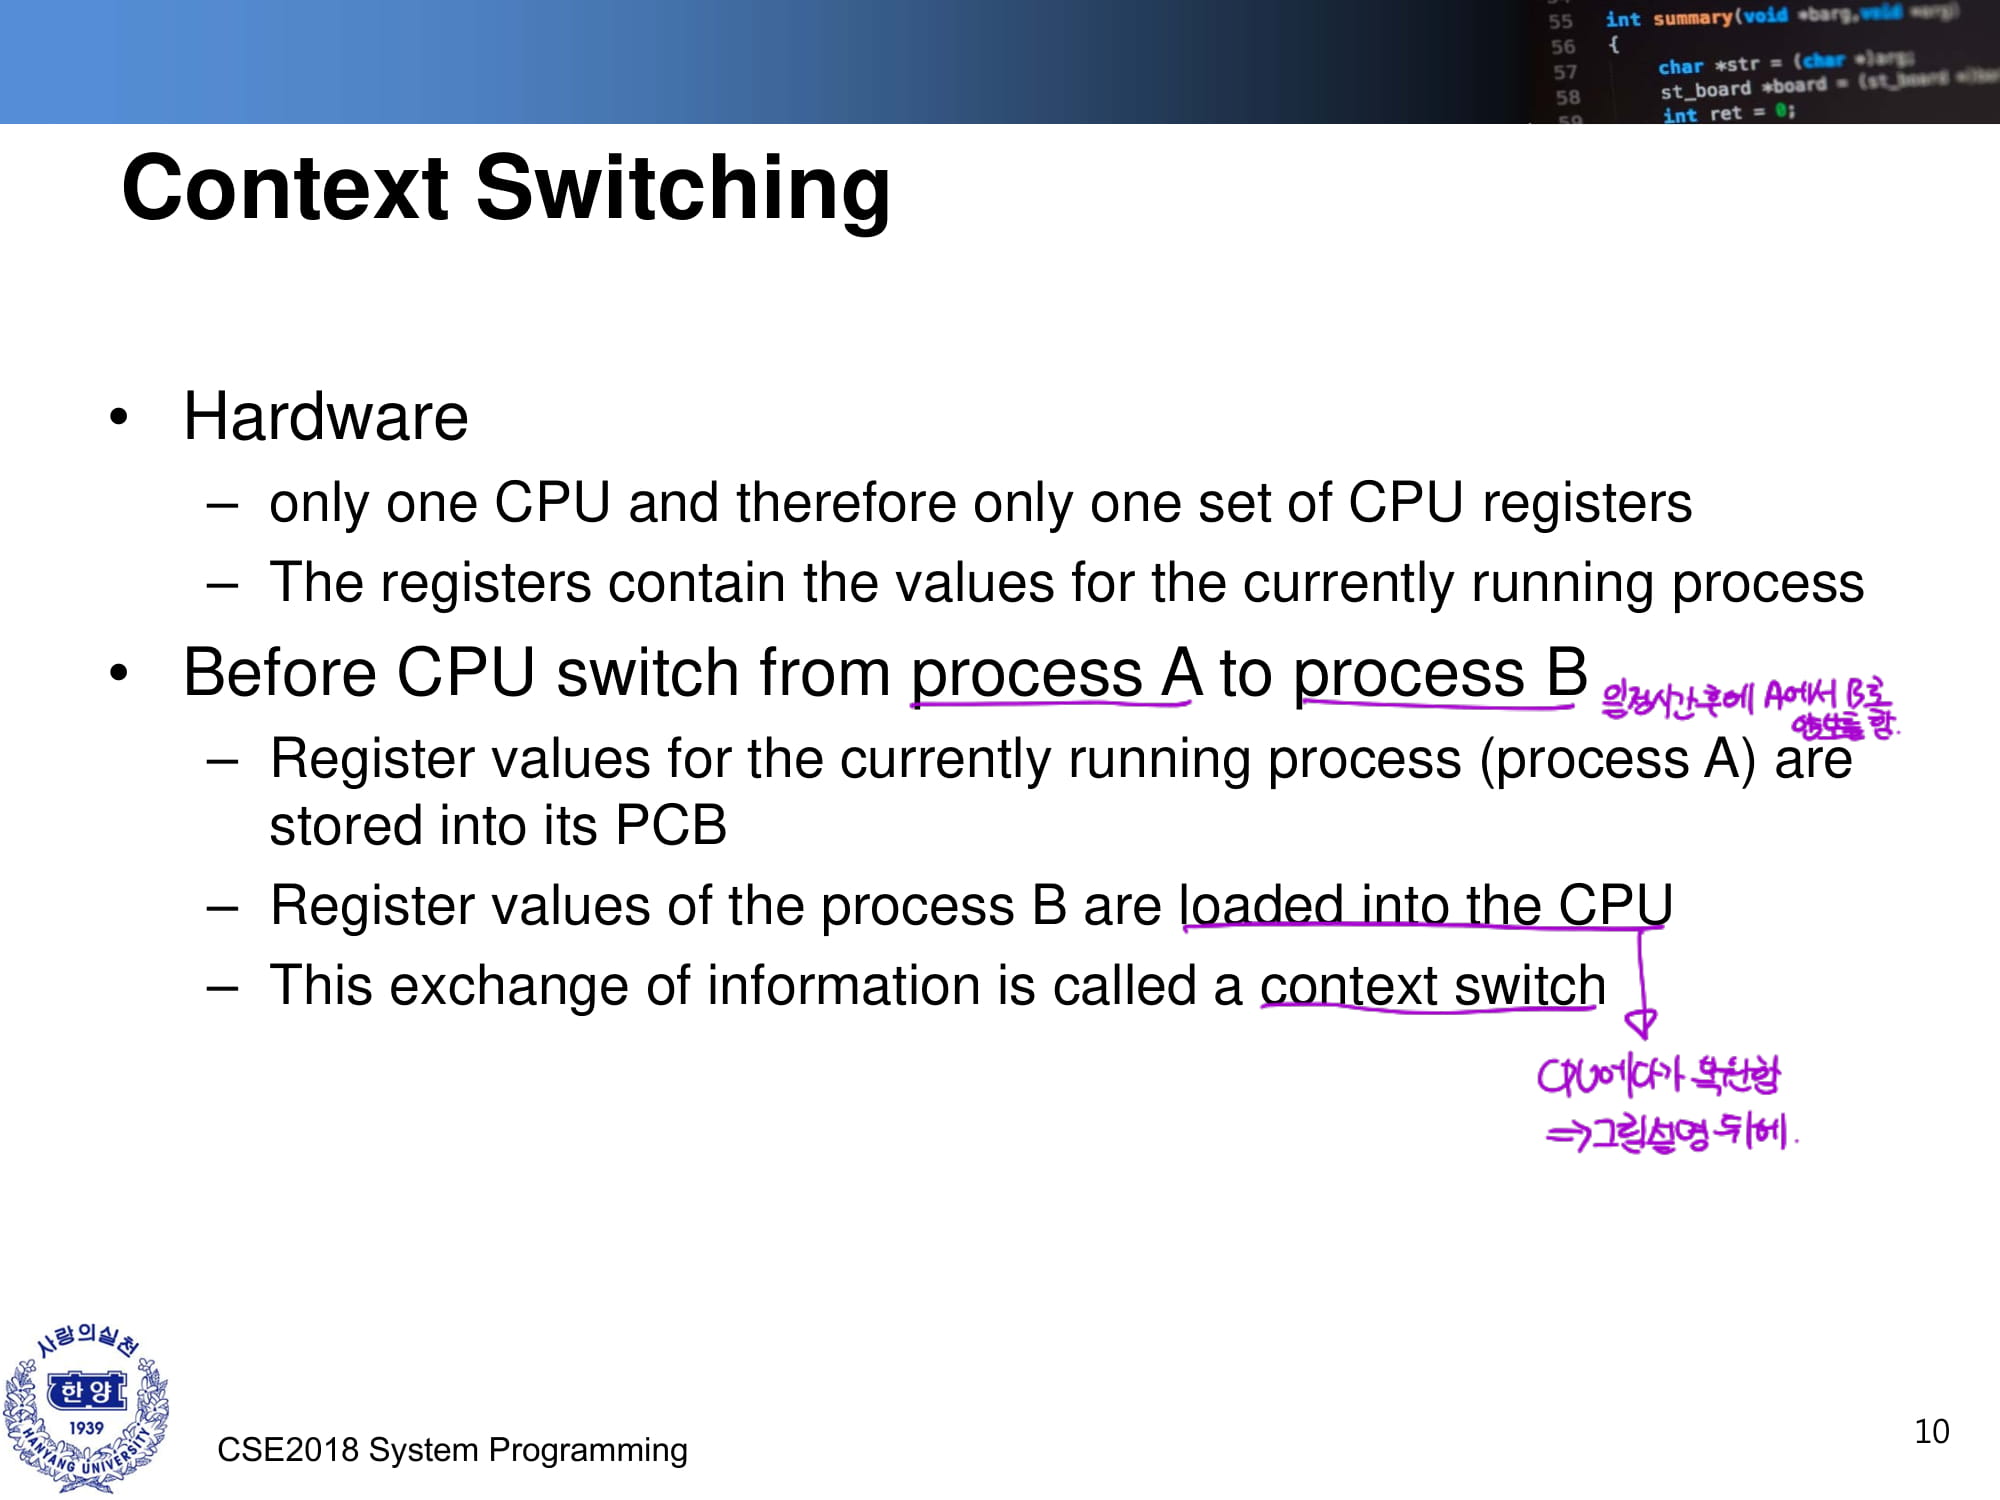 55 int summary(void *barg,void *arg)
56 {
57 char *str = (char *)arg;
58 st_board *board = (st_board *)
59 int ret = 0;
Context Switching
• Hardware
– only one CPU and therefore only one set of CPU registers
– The registers contain the values for the currently running process
• Before CPU switch from process A to process B
일정시간 후에 A에서 B로
양보를 함.
– Register values for the currently running process (process A) are
stored into its PCB
– Register values of the process B are loaded into the CPU
– This exchange of information is called a context switch
CPU에다가 복원함
⇒그림설명 뒤에.
사랑의실천
한양
1939
HANYANG UNIVERSITY
CSE2018 System Programming
10